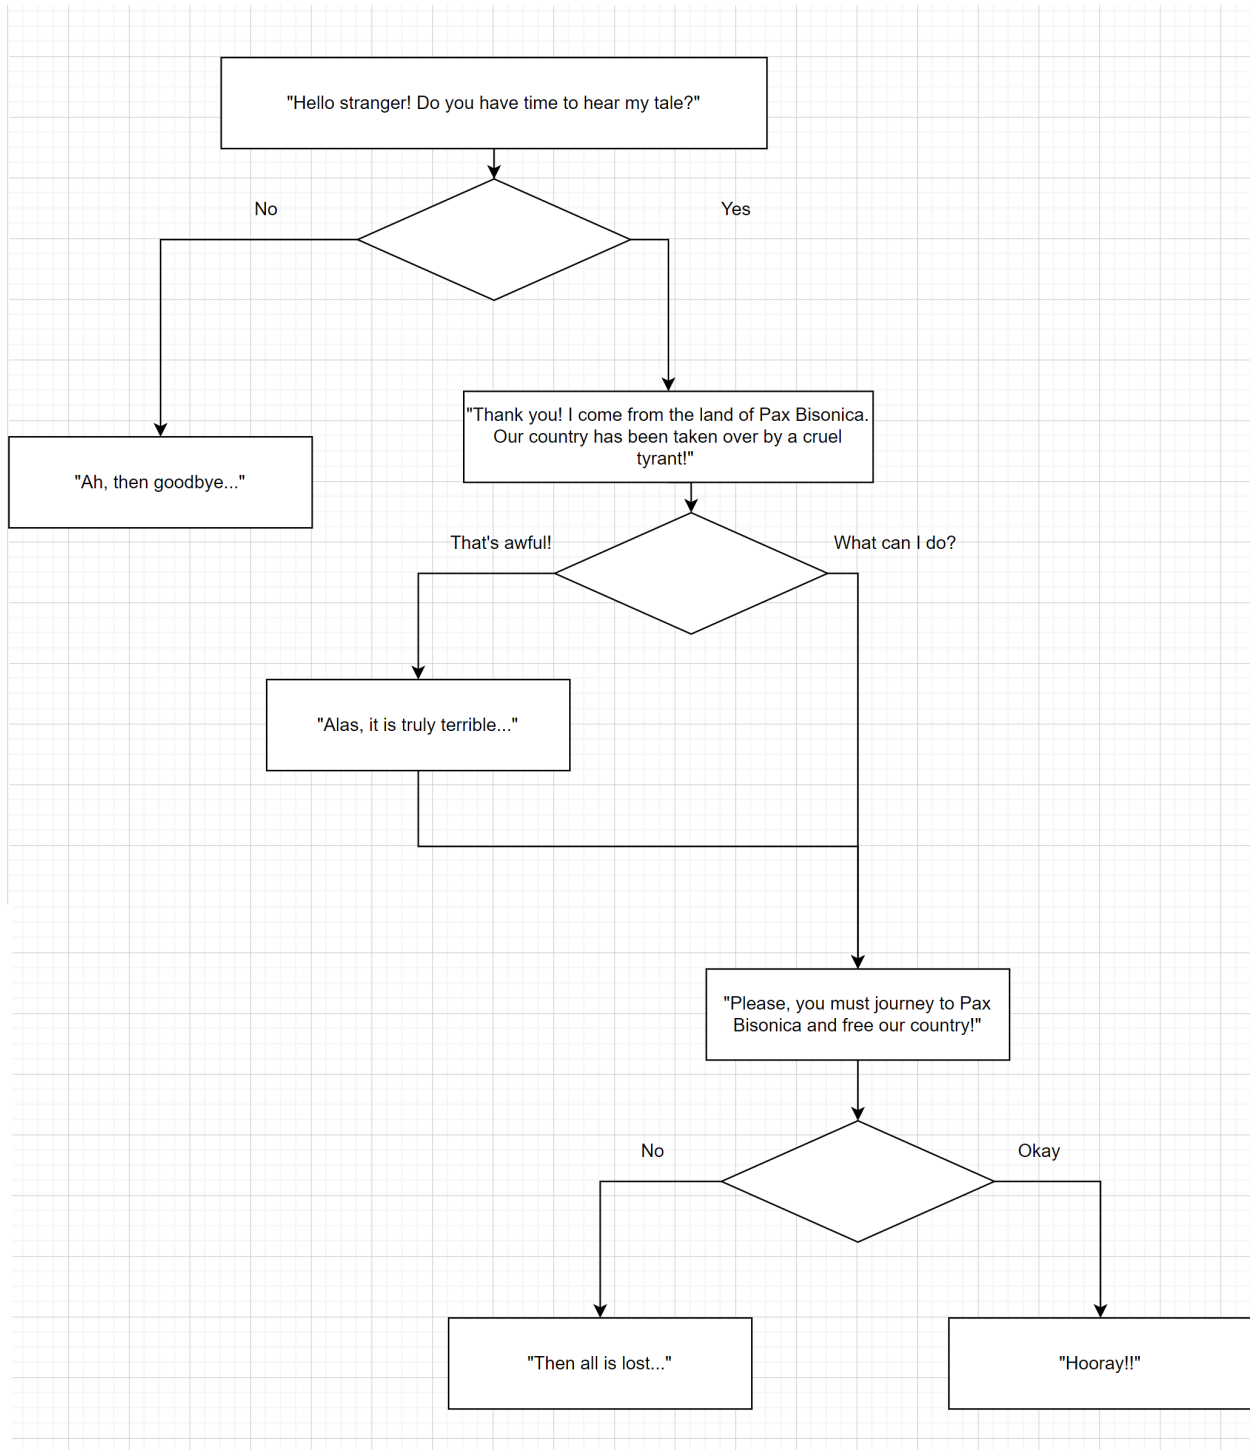 "Hello stranger! Do you have time to hear my tale?"
No
Yes
"Thank you! I come from the land of Pax Bisonica.
Our country has been taken over by a cruel
tyrant!"
"Ah, then goodbye..."
That's awful!
What can I do?
"Alas, it is truly terrible..."
"Please, you must journey to Pax
Bisonica and free our country!"
No
Okay
"Then all is lost..."
"Hooray!!"